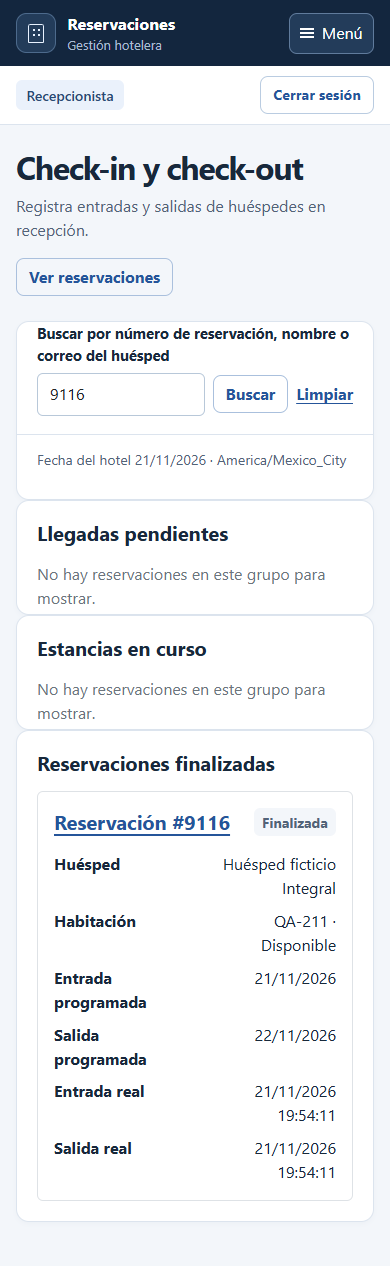 Reservaciones
Gestión hotelera
Menú
Recepcionista
Cerrar sesión
Check-in y check-out
Registra entradas y salidas de huéspedes en
recepción.
Ver reservaciones
Buscar por número de reservación, nombre o
correo del huésped
9116
Buscar
Limpiar
Fecha del hotel 21/11/2026 · America/Mexico_City
Llegadas pendientes
No hay reservaciones en este grupo para
mostrar.
Estancias en curso
No hay reservaciones en este grupo para
mostrar.
Reservaciones finalizadas
Reservación #9116
Finalizada
Huésped
Huésped ficticio
Integral
Habitación
QA-211 ·
Disponible
Entrada
programada
21/11/2026
Salida
programada
22/11/2026
Entrada real
21/11/2026
19:54:11
Salida real
21/11/2026
19:54:11